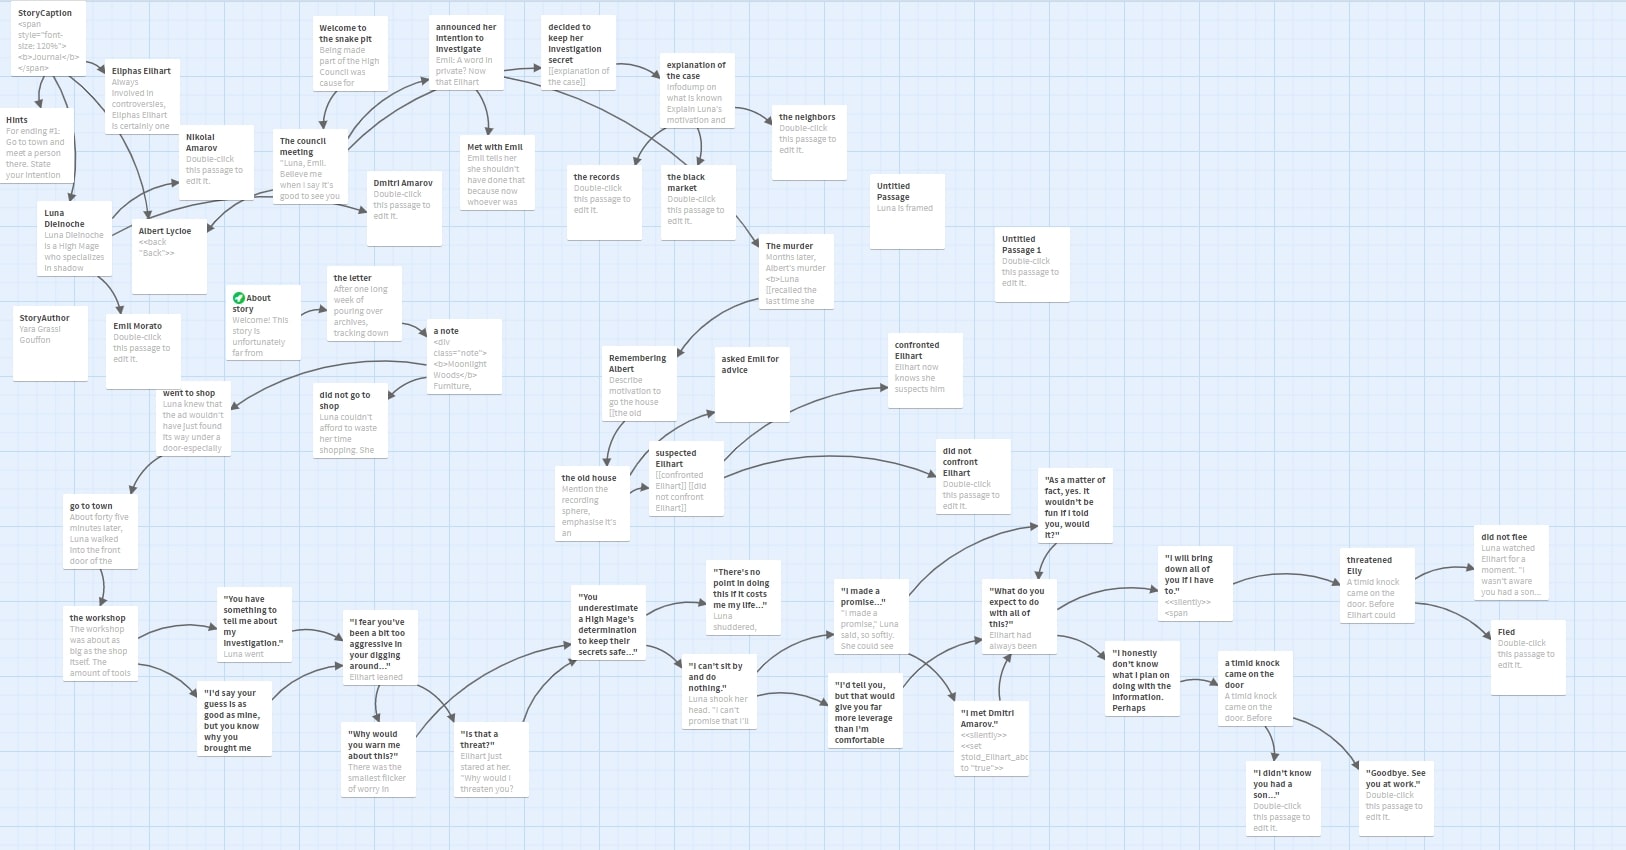 StoryCaption
<span
style="font-
size: 120%">
<b>Journal</b>
</span>
Eliphas Elihart
Always
involved in
controversies,
Eliphas Elihart
is certainly one
Hints
For ending #1:
Go to town and
meet a person
there. State
your intention
Nikolai
Amarov
Double-click
this passage to
edit it.
Luna
Dielnoche
Luna Dielnoche
is a High Mage
who specializes
in shadow
Albert Lycioe
<<back
"Back">>
StoryAuthor
Yara Grassi
Gouffon
Emil Morato
Double-click
this passage to
edit it.
Welcome to
the snake pit
Being made
part of the High
Council was
cause for
The council
meeting
"Luna, Emil.
Believe me
when I say it's
good to see you
Dmitri Amarov
Double-click
this passage to
edit it.
announced her
intention to
investigate
Emil: A word in
private? Now
that Elihart
decided to
keep her
investigation
secret
[[explanation of
the case]]
explanation of
the case
Infodump on
what is known
Explain Luna's
motivation and
the neighbors
Double-click
this passage to
edit it.
Met with Emil
Emil tells her
she shouldn't
have done that
because now
whoever was
the records
Double-click
this passage to
edit it.
the black
market
Double-click
this passage to
edit it.
Untitled
Passage
Luna is framed
Untitled
Passage 1
Double-click
this passage to
edit it.
The murder
Months later,
Albert's murder
<b>Luna
[[recalled the
last time she
About
story
Welcome! This
story is
unfortunately
far from
the letter
After one long
week of
pouring over
archives,
tracking down
a note
<div
class="note">
<b>Moonlight
Woods</b>
Furniture,
went to shop
Luna knew that
the ad wouldn't
have just found
its way under a
door-especially
did not go to
shop
Luna couldn't
afford to waste
her time
shopping. She
Remembering
Albert
Describe
motivation to
go the house
[[the old
asked Emil for
advice
confronted
Elihart
Elihart now
knows she
suspects him
the old house
Mention the
recording
sphere,
emphasise it's
an
suspected
Elihart
[[confronted
Elihart]] [[did
not confront
Elihart]]
did not
confront
Elihart
Double-click
this passage to
edit it.
go to town
About forty five
minutes later,
Luna walked
into the front
door of the
the workshop
The workshop
was about as
big as the shop
itself. The
amount of tools
"You have
something to
tell me about
my
investigation."
Luna went
"I'd say your
guess is as
good as mine,
but you know
why you
brought me
"I fear you've
been a bit too
aggressive in
your digging
around..."
Elihart leaned
"Why would
you warn me
about this?"
There was the
smallest flicker
of worry in
"Is that a
threat?"
Elihart just
stared at her.
"Why would I
threaten you?
"You
underestimate
a High Mage's
determination
to keep their
secrets safe..."
"There's no
point in doing
this if it costs
me my life..."
Luna
shuddered,
"I can't sit by
and do
nothing."
Luna shook her
head. "I can't
promise that I'll
"I made a
promise..."
"I made a
promise," Luna
said, so softly.
She could see
"I'd tell you,
but that would
give you far
more leverage
than I'm
comfortable
"As a matter of
fact, yes. It
wouldn't be
fun if I told
you, would
it?"
"What do you
expect to do
with all of
this?"
Elihart had
always been
"I met Dmitri
Amarov."
<<silently>>
<<set
$told_Elihart_abo
to "true">>
"I will bring
down all of
you if I have
to."
<<silently>>
<span
"I honestly
don't know
what I plan on
doing with the
information.
Perhaps
threatened
Elly
A timid knock
came on the
door. Before
Elihart could
did not flee
Luna watched
Elihart for a
moment. "I
wasn't aware
you had a son...
Fled
Double-click
this passage to
edit it.
a timid knock
came on the
door
A timid knock
came on the
door. Before
"I didn't know
you had a
son..."
Double-click
this passage to
edit it.
"Goodbye. See
you at work."
Double-click
this passage to
edit it.